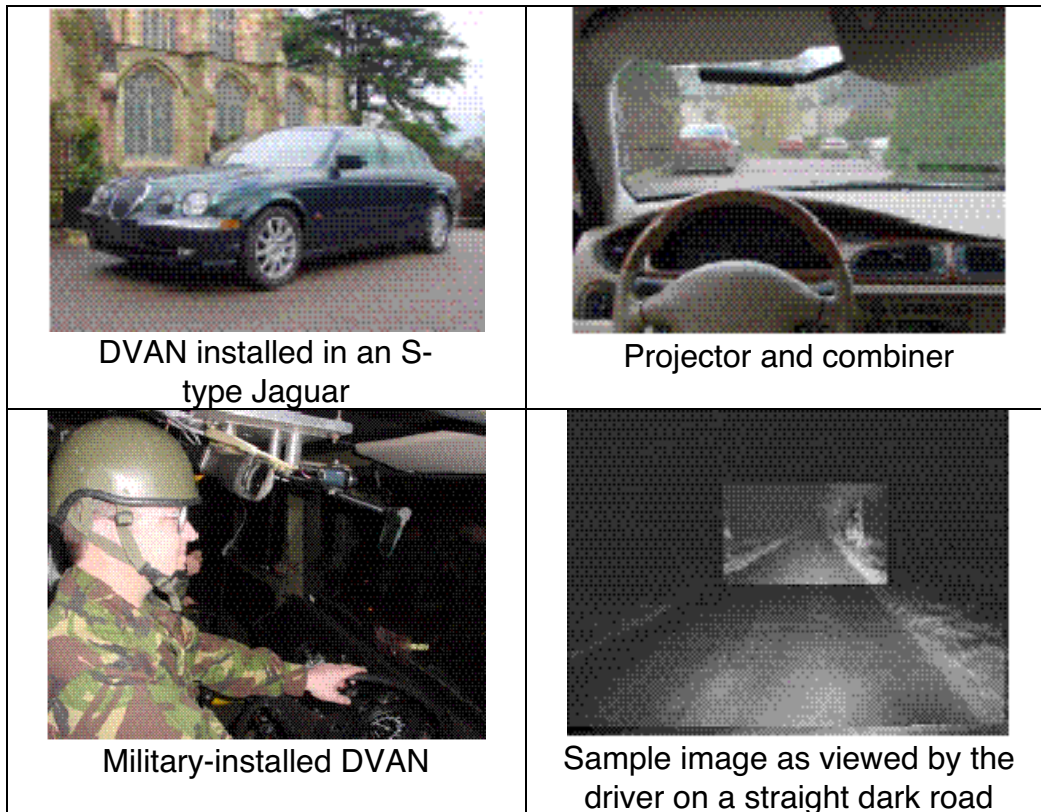 DVAN installed in an S-
type Jaguar
Projector and combiner
Military-installed DVAN
Sample image as viewed by the
driver on a straight dark road